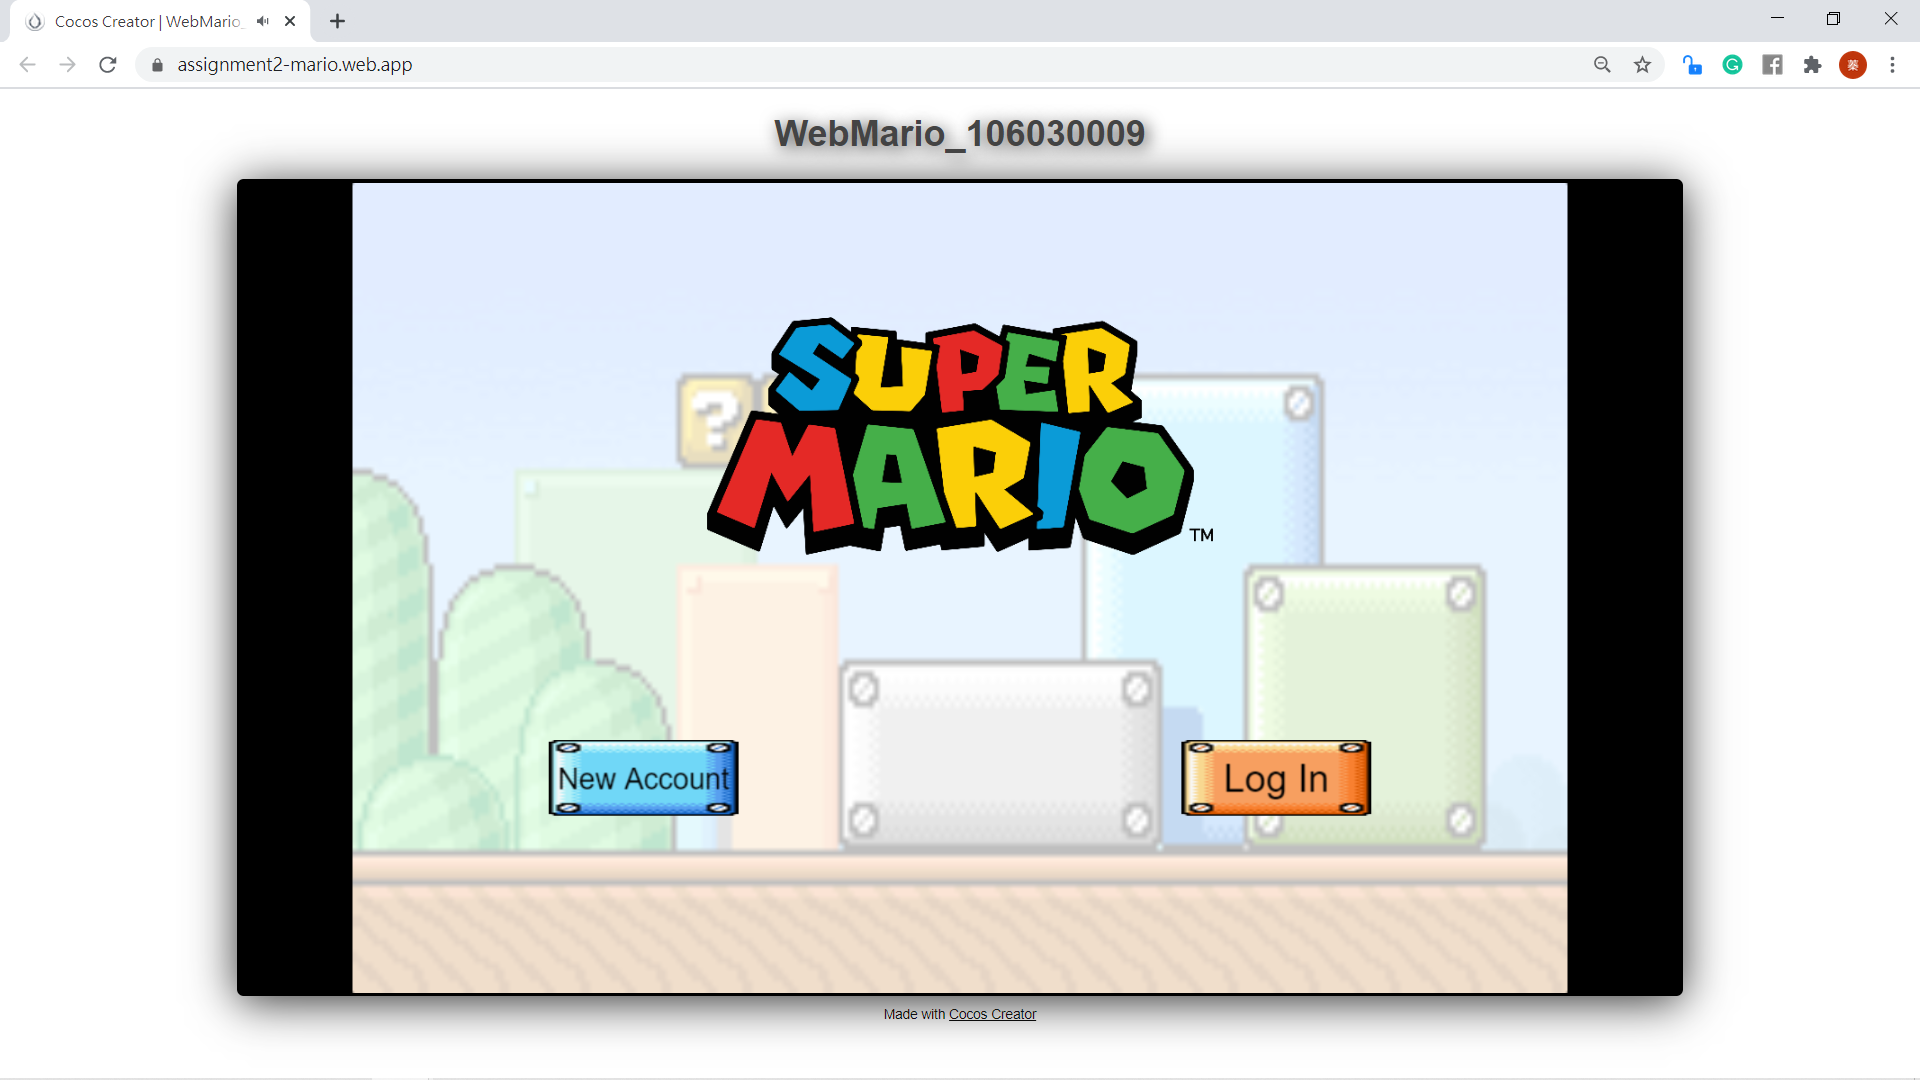 Cocos Creator | WebMario_
assignment2-mario.web.app
蓁
WebMario_106030009
SUPER
MARIO
TM
?
New Account
Log In
Made with Cocos Creator